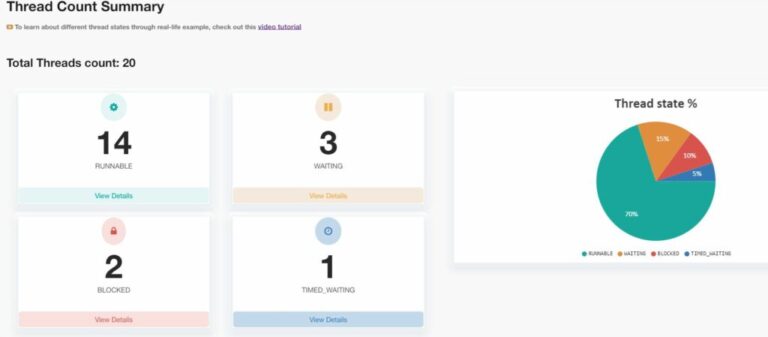 Thread Count Summary
To learn about different thread states through real-life example, check out this video tutorial
Total Threads count: 20
14
RUNNABLE
View Details
3
WAITING
View Details
2
BLOCKED
View Details
1
TIMED_WAITING
View Details
Thread state %
15%
10%
5%
70%
RUNNABLE WAITING BLOCKED TIMED_WAITING